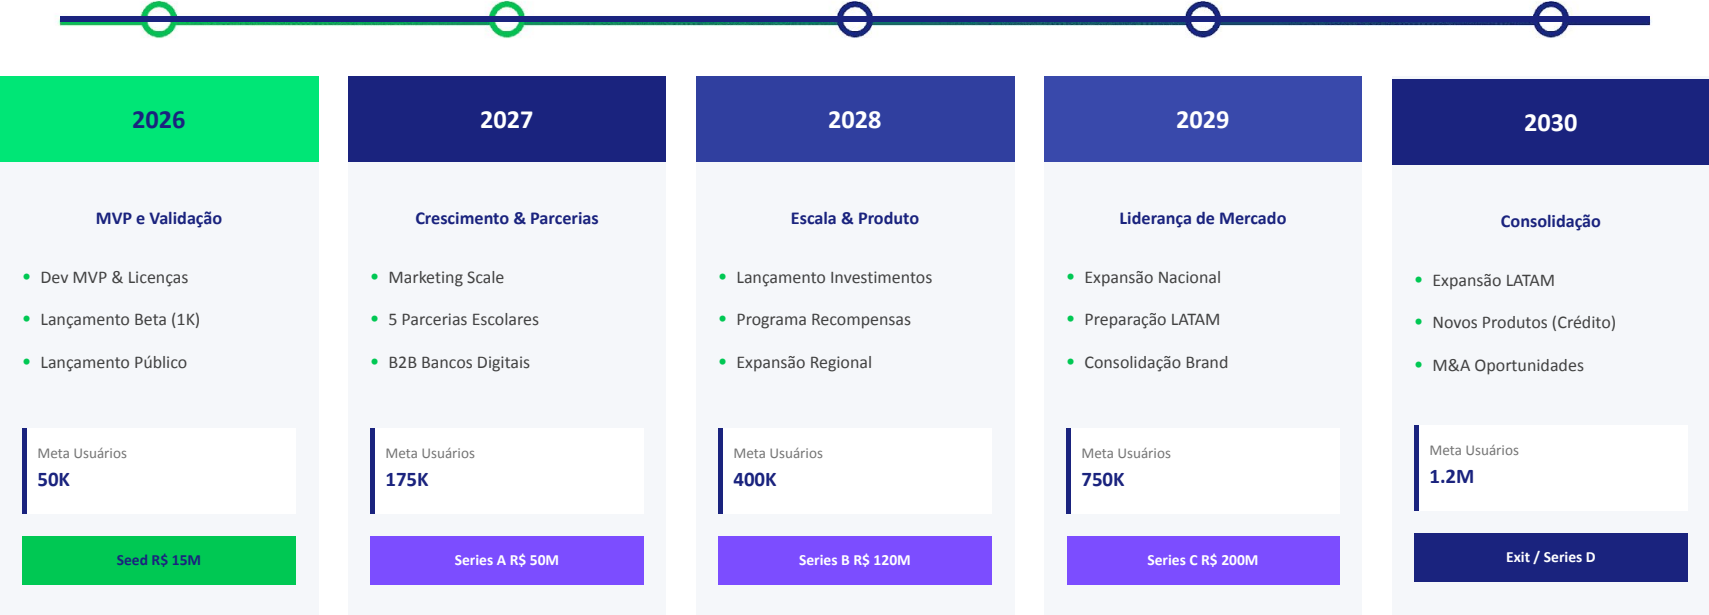 2026
MVP e Validação
• Dev MVP & Licenças
• Lançamento Beta (1K)
• Lançamento Público
Meta Usuários
50K
Seed R$ 15M
2027
Crescimento & Parcerias
• Marketing Scale
• 5 Parcerias Escolares
• B2B Bancos Digitais
Meta Usuários
175K
Series A R$ 50M
2028
Escala & Produto
• Lançamento Investimentos
• Programa Recompensas
• Expansão Regional
Meta Usuários
400K
Series B R$ 120M
2029
Liderança de Mercado
• Expansão Nacional
• Preparação LATAM
• Consolidação Brand
Meta Usuários
750K
Series C R$ 200M
2030
Consolidação
• Expansão LATAM
• Novos Produtos (Crédito)
• M&A Oportunidades
Meta Usuários
1.2M
Exit / Series D